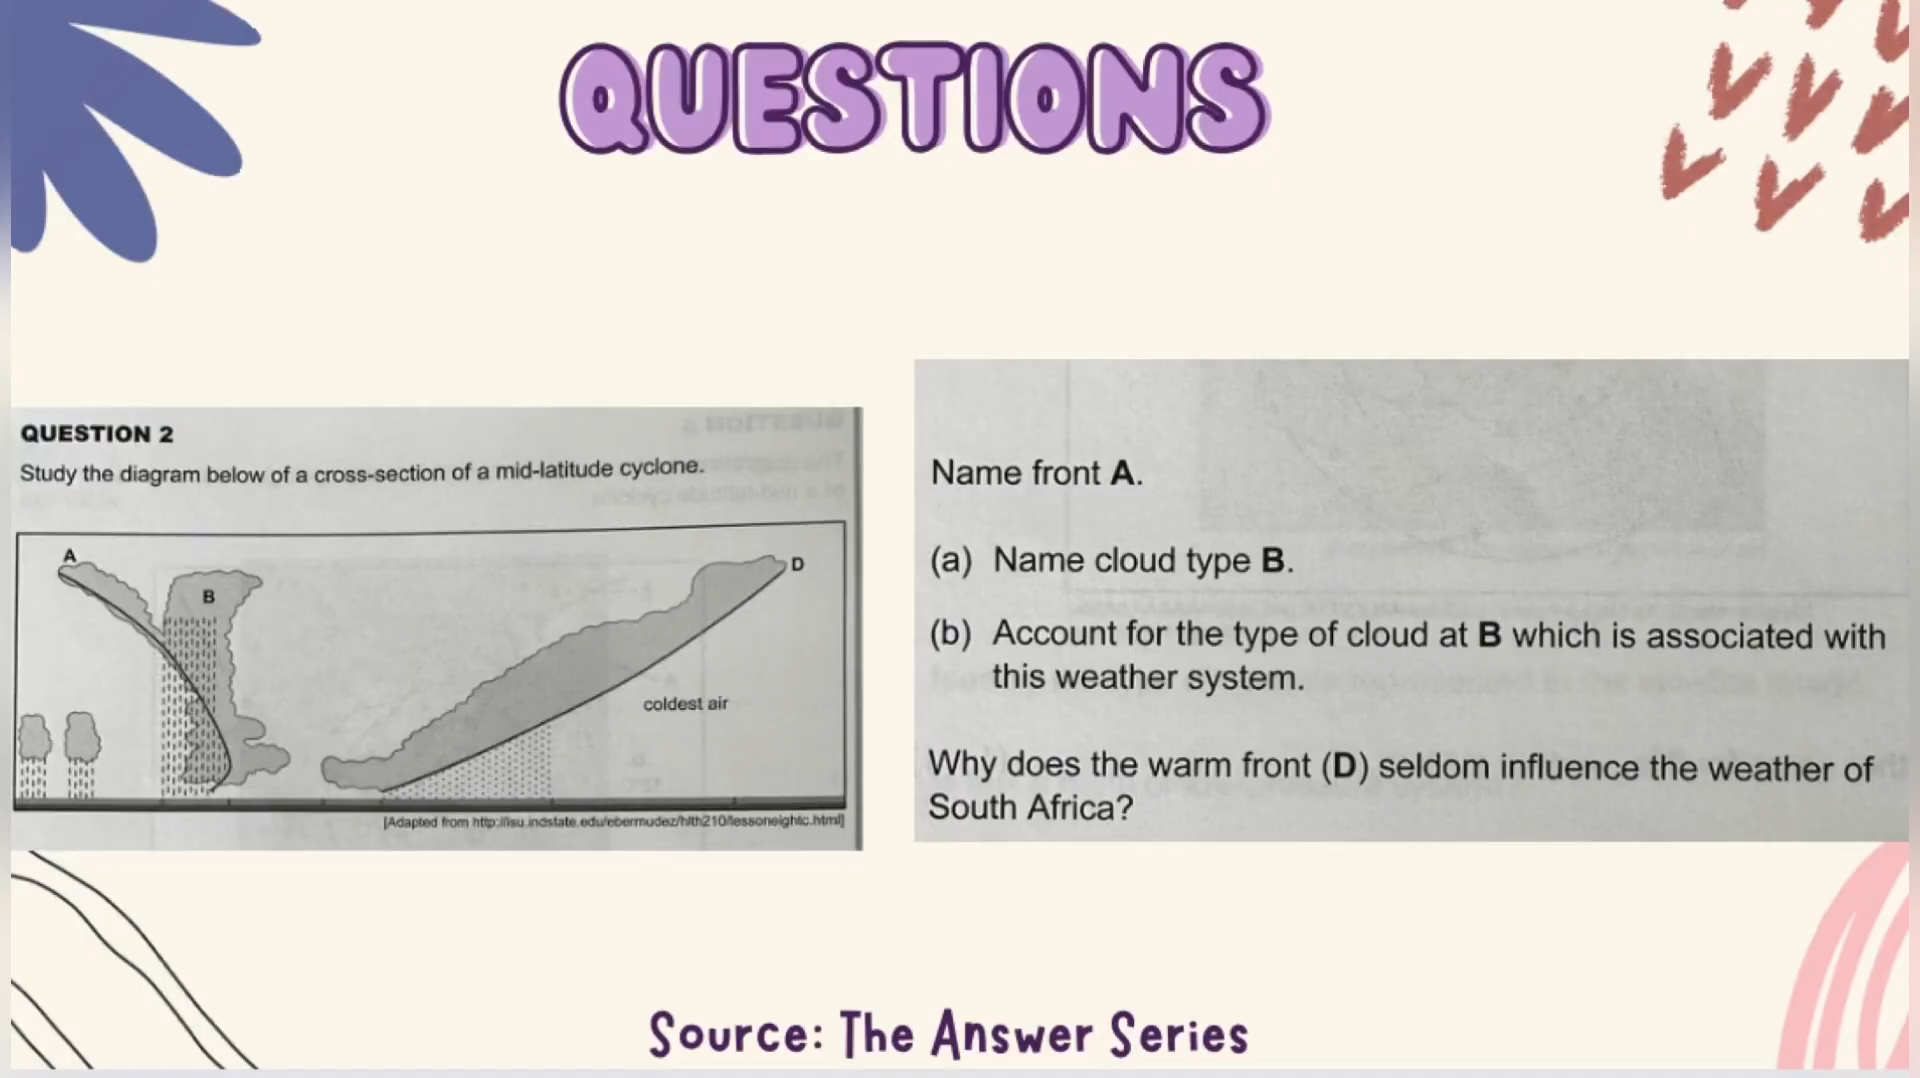 QUESTIONS
QUESTION 2
Study the diagram below of a cross-section of a mid-latitude cyclone.
A
B
D
coldest air
[Adapted from http://isu.indstate.edu/ebermudez/hlth210/lessoneightc.html]
Name front A.
(a) Name cloud type B.
(b) Account for the type of cloud at B which is associated with
this weather system.
Why does the warm front (D) seldom influence the weather of
South Africa?
Source: The Answer Series